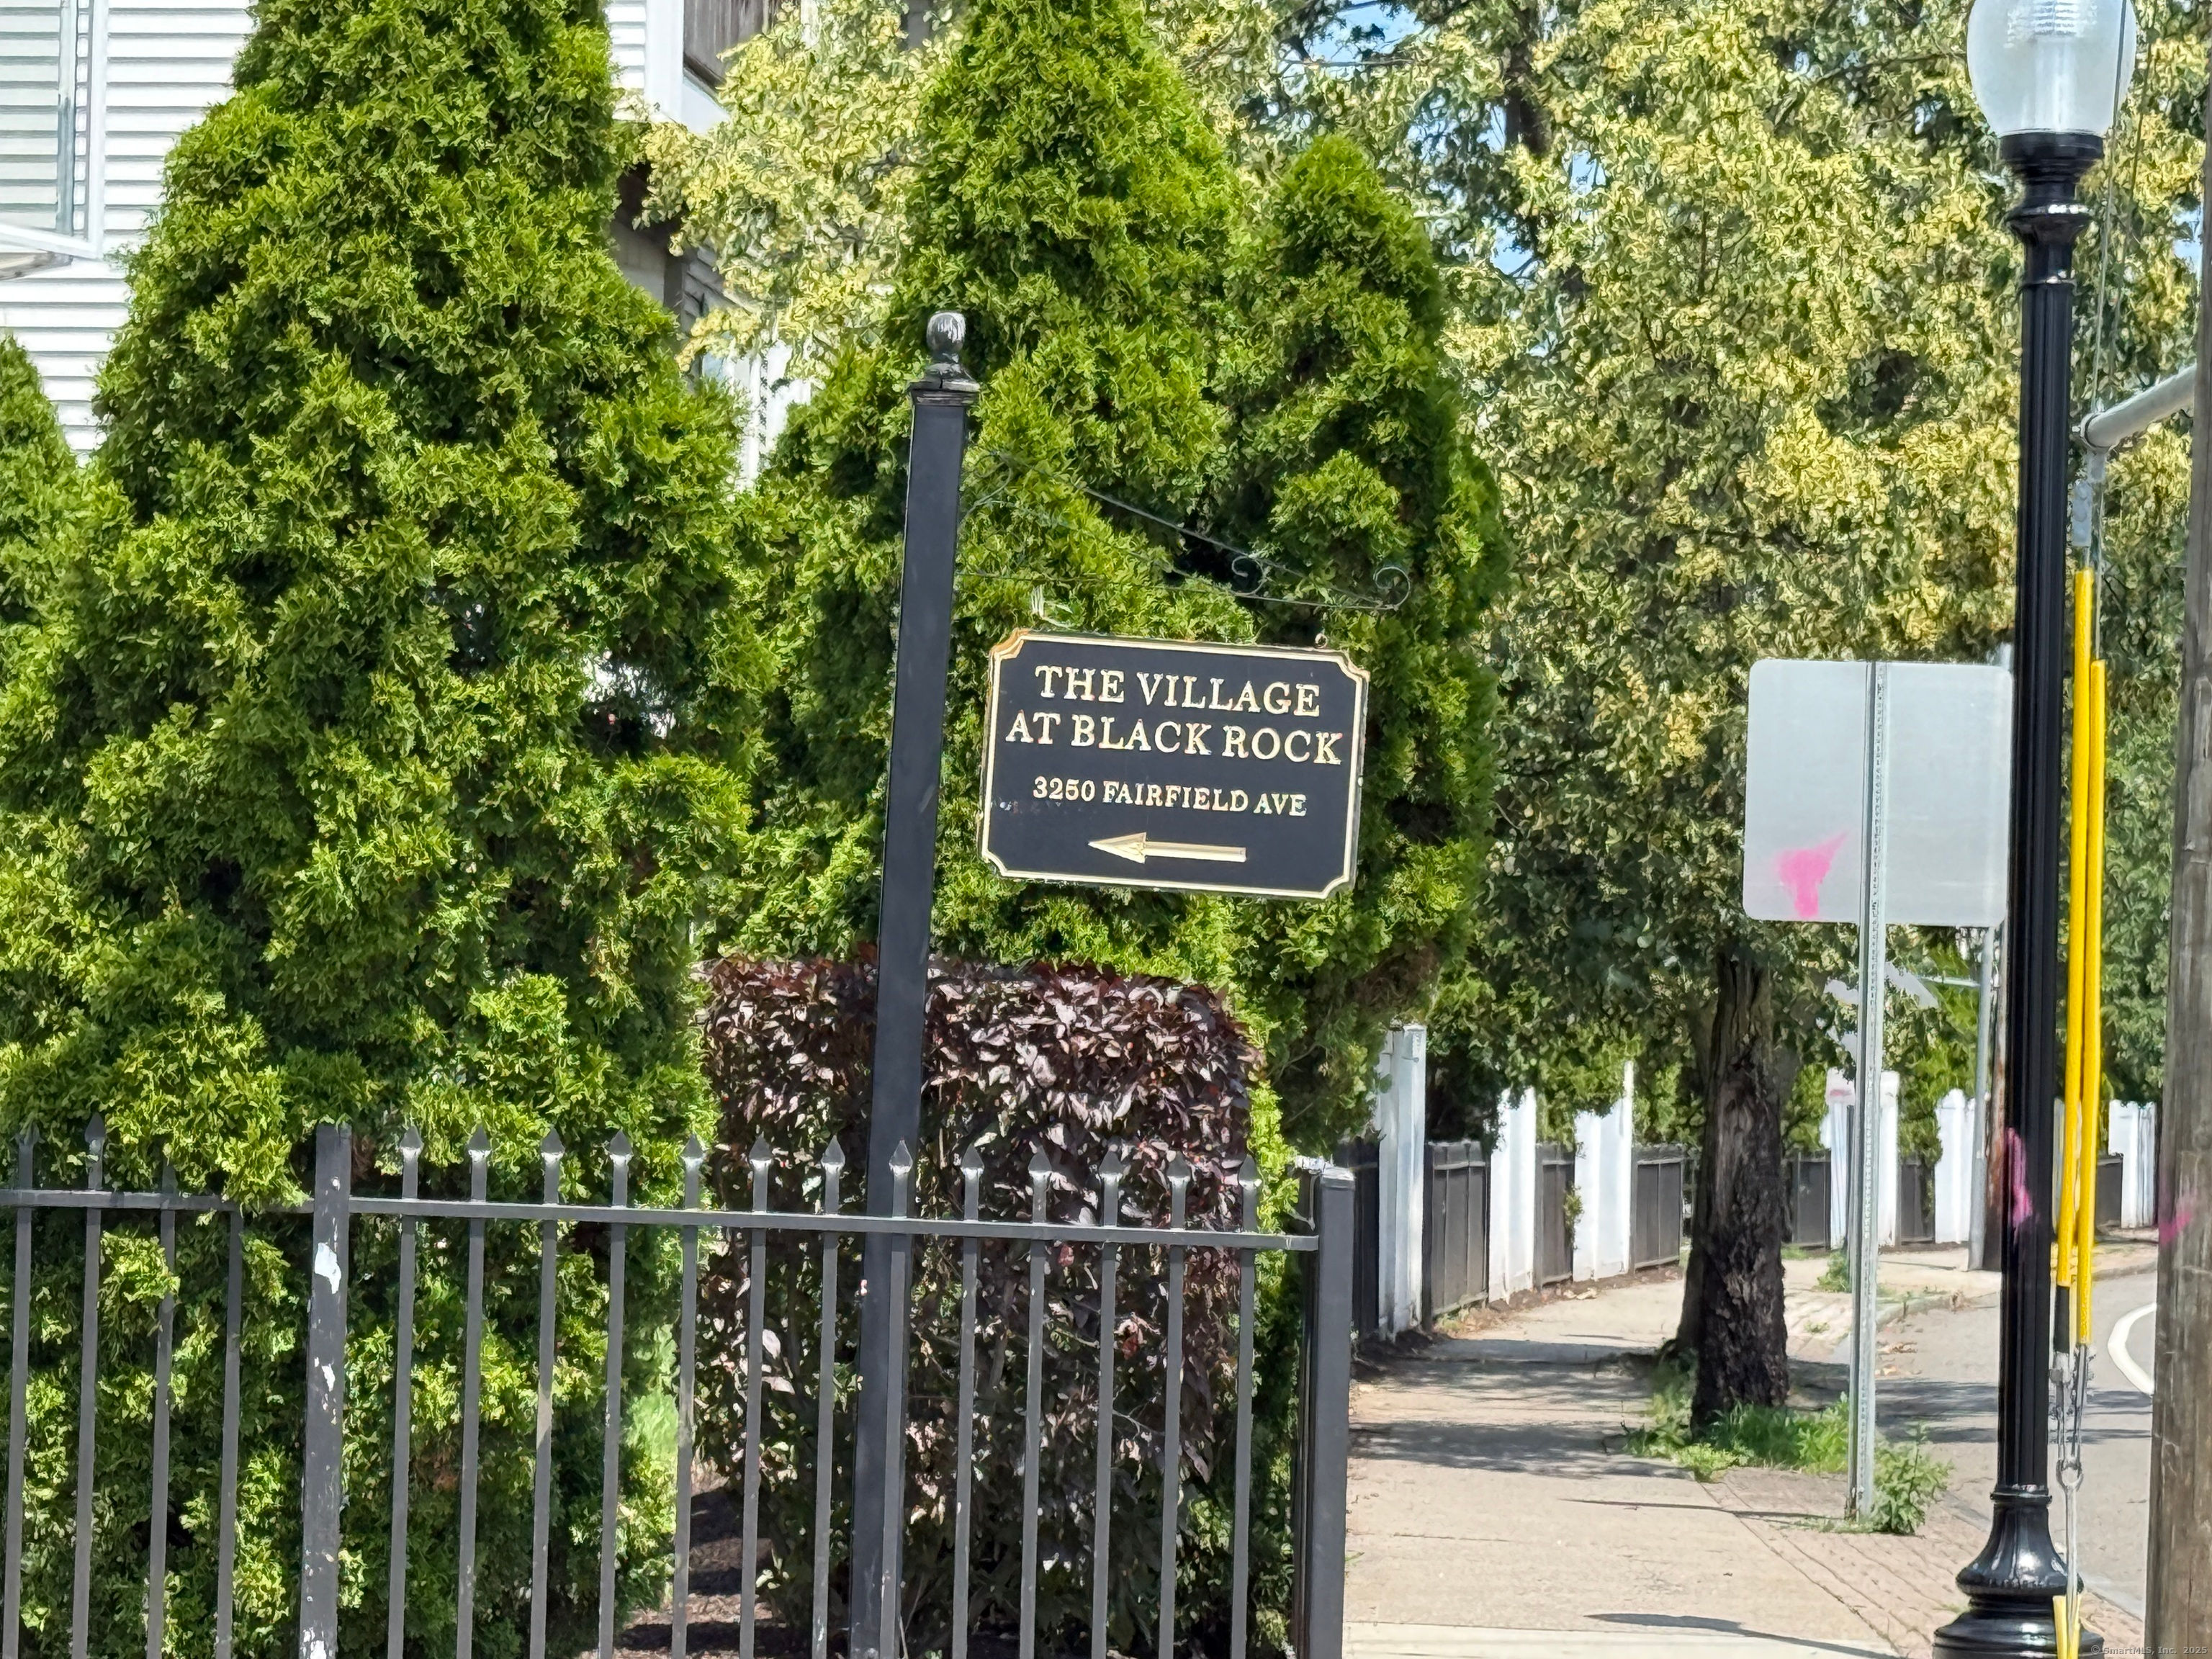 THE VILLAGE
AT BLACK ROCK
3250 FAIRFIELD AVE
© SmartMLS, Inc. 2025